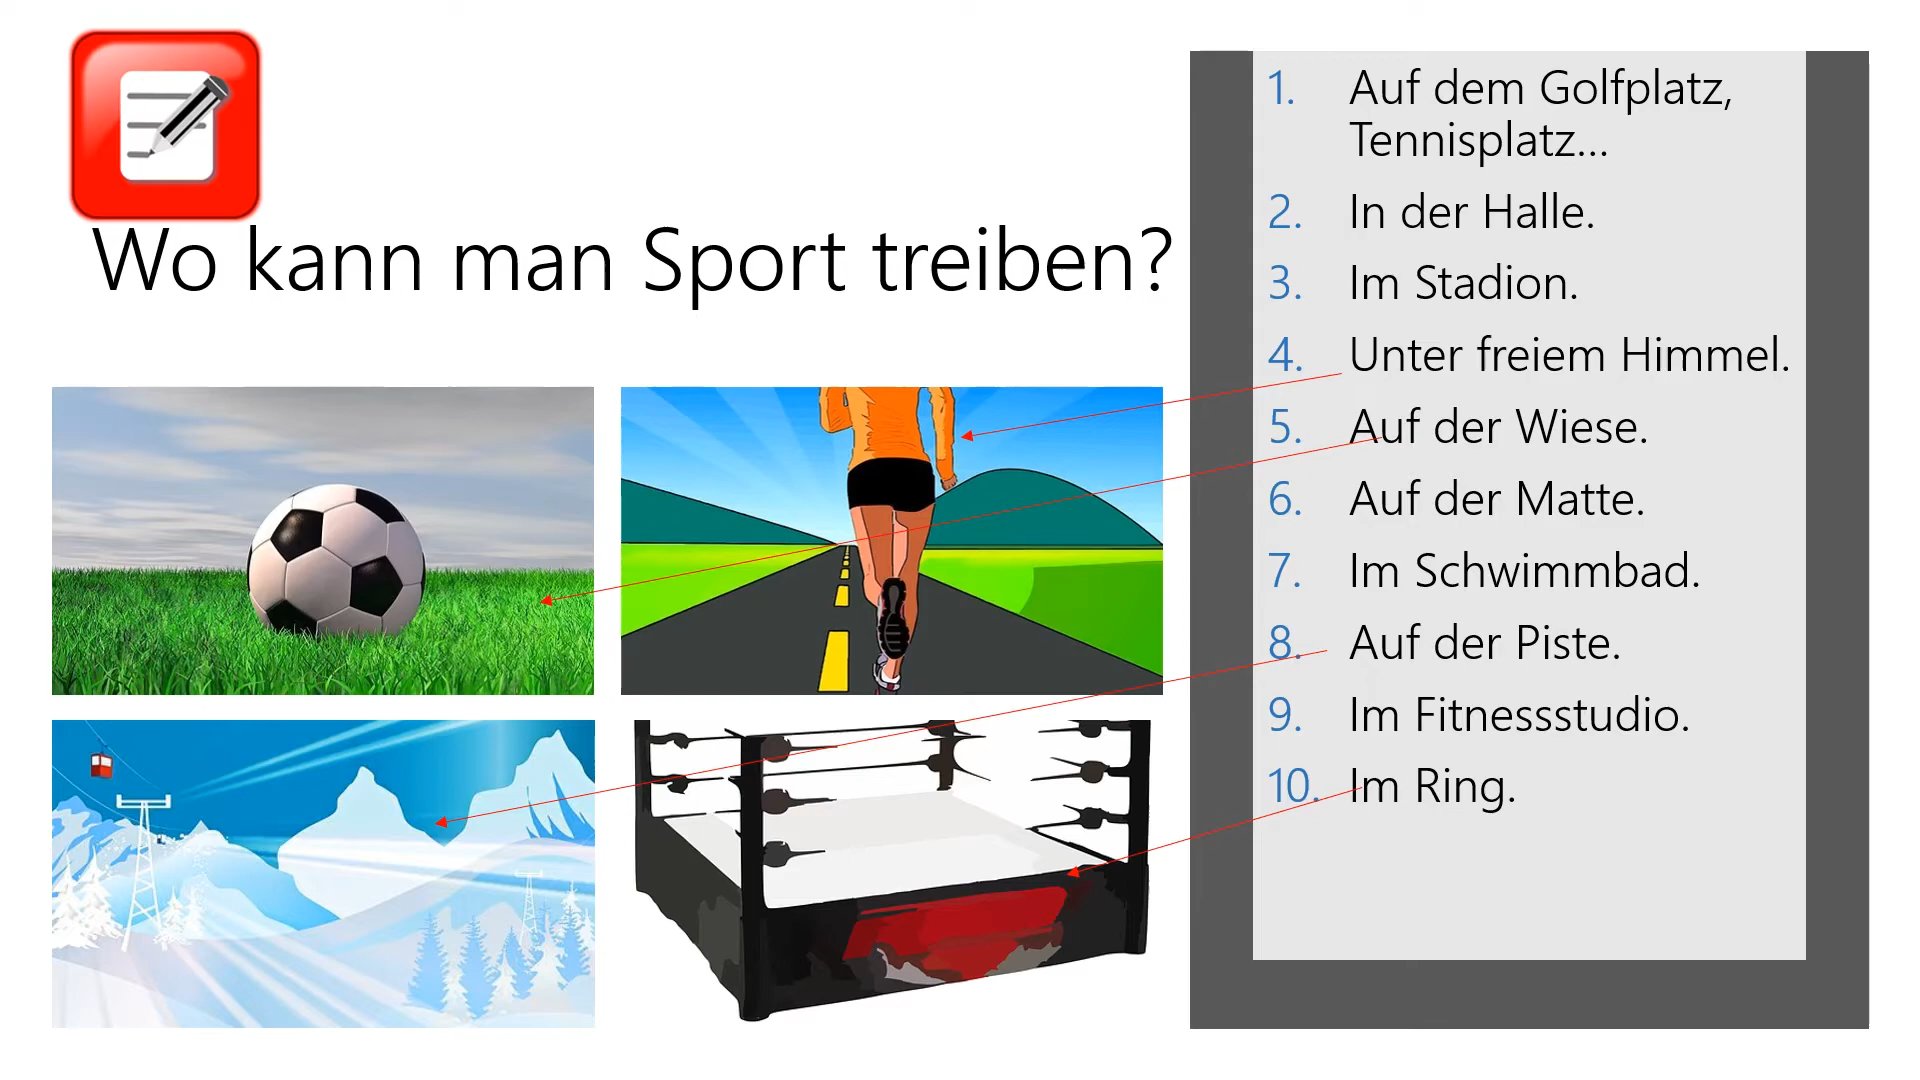 Wo kann man Sport treiben?
1. Auf dem Golfplatz,
Tennisplatz...
2. In der Halle.
3. Im Stadion.
4. Unter freiem Himmel.
5. Auf der Wiese.
6. Auf der Matte.
7. Im Schwimmbad.
8. Auf der Piste.
9. Im Fitnessstudio.
10. Im Ring.